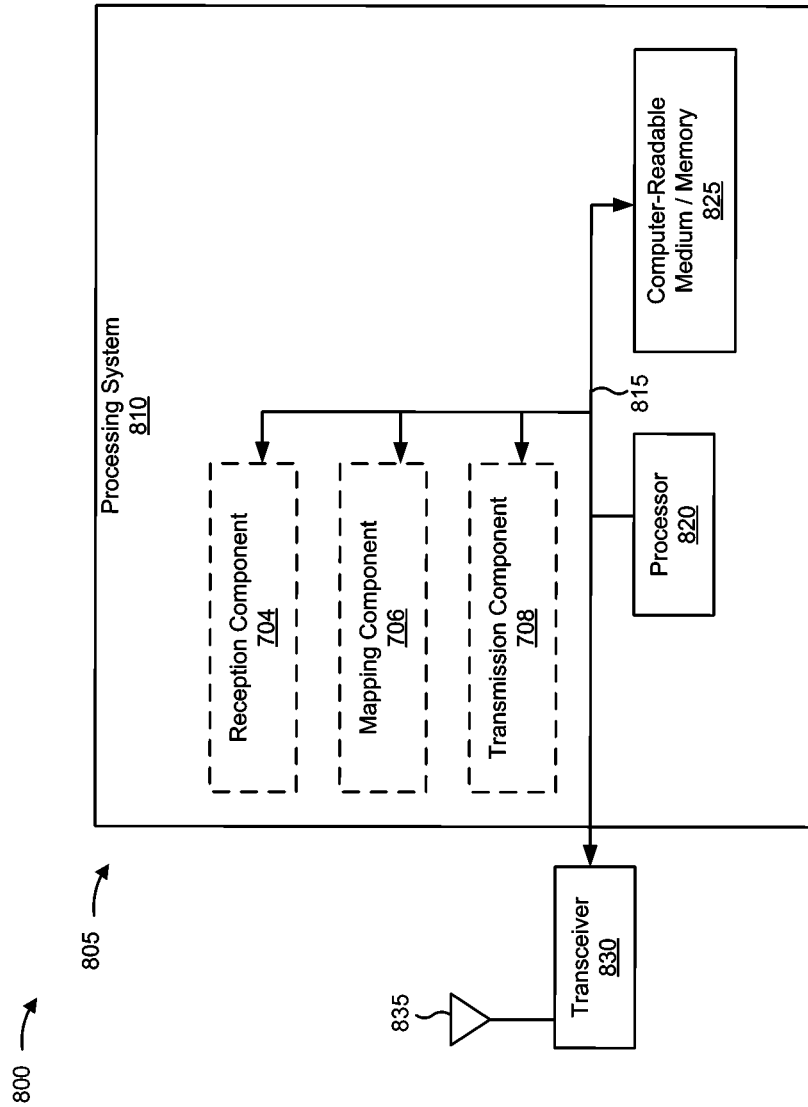 800
805
Processing System
810
Reception Component
704
Mapping Component
706
Transmission Component
708
815
835
Transceiver
830
Processor
820
Computer-Readable
Medium / Memory
825